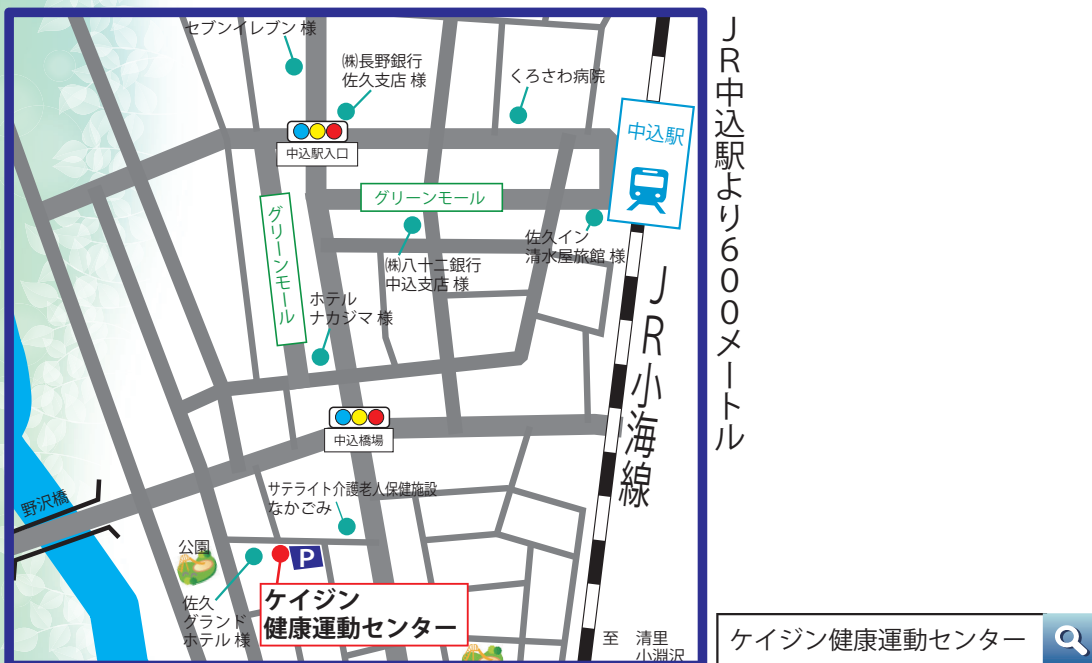 セブンイレブン 様
㈱長野銀行
佐久支店 様
くろさわ病院
中込駅入口
中込駅
グリーンモール
グリーンモール
佐久イン
清水屋旅館 様
㈱八十二銀行
中込支店 様
ホテル
ナカジマ 様
JR小海線
中込橋場
野沢橋
サテライト介護老人保健施設
なかごみ
公園
P
佐久
グランド
ホテル 様
ケイジン
健康運動センター
至 清里
小淵沢
JR中込駅より600メートル
ケイジン健康運動センター